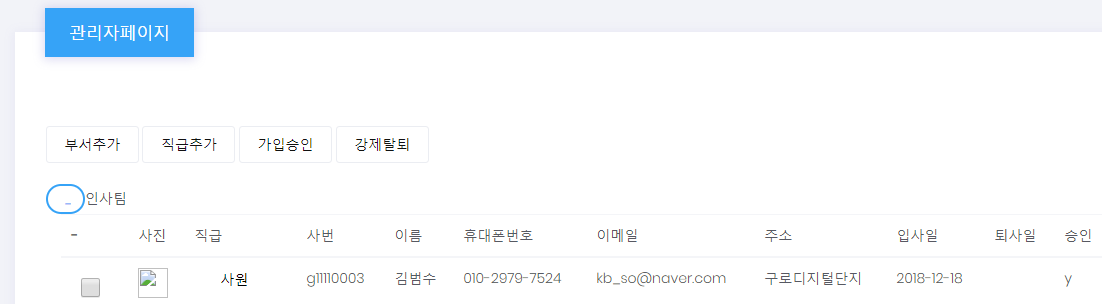 관리자페이지
부서추가 직급추가 가입승인 강제탈퇴
- 인사팀
- 사진 직급 사번 이름 휴대폰번호 이메일 주소 입사일 퇴사일 승인
사원 g11110003 김범수 010-2979-7524 kb_so@naver.com 구로디지털단지 2018-12-18 y